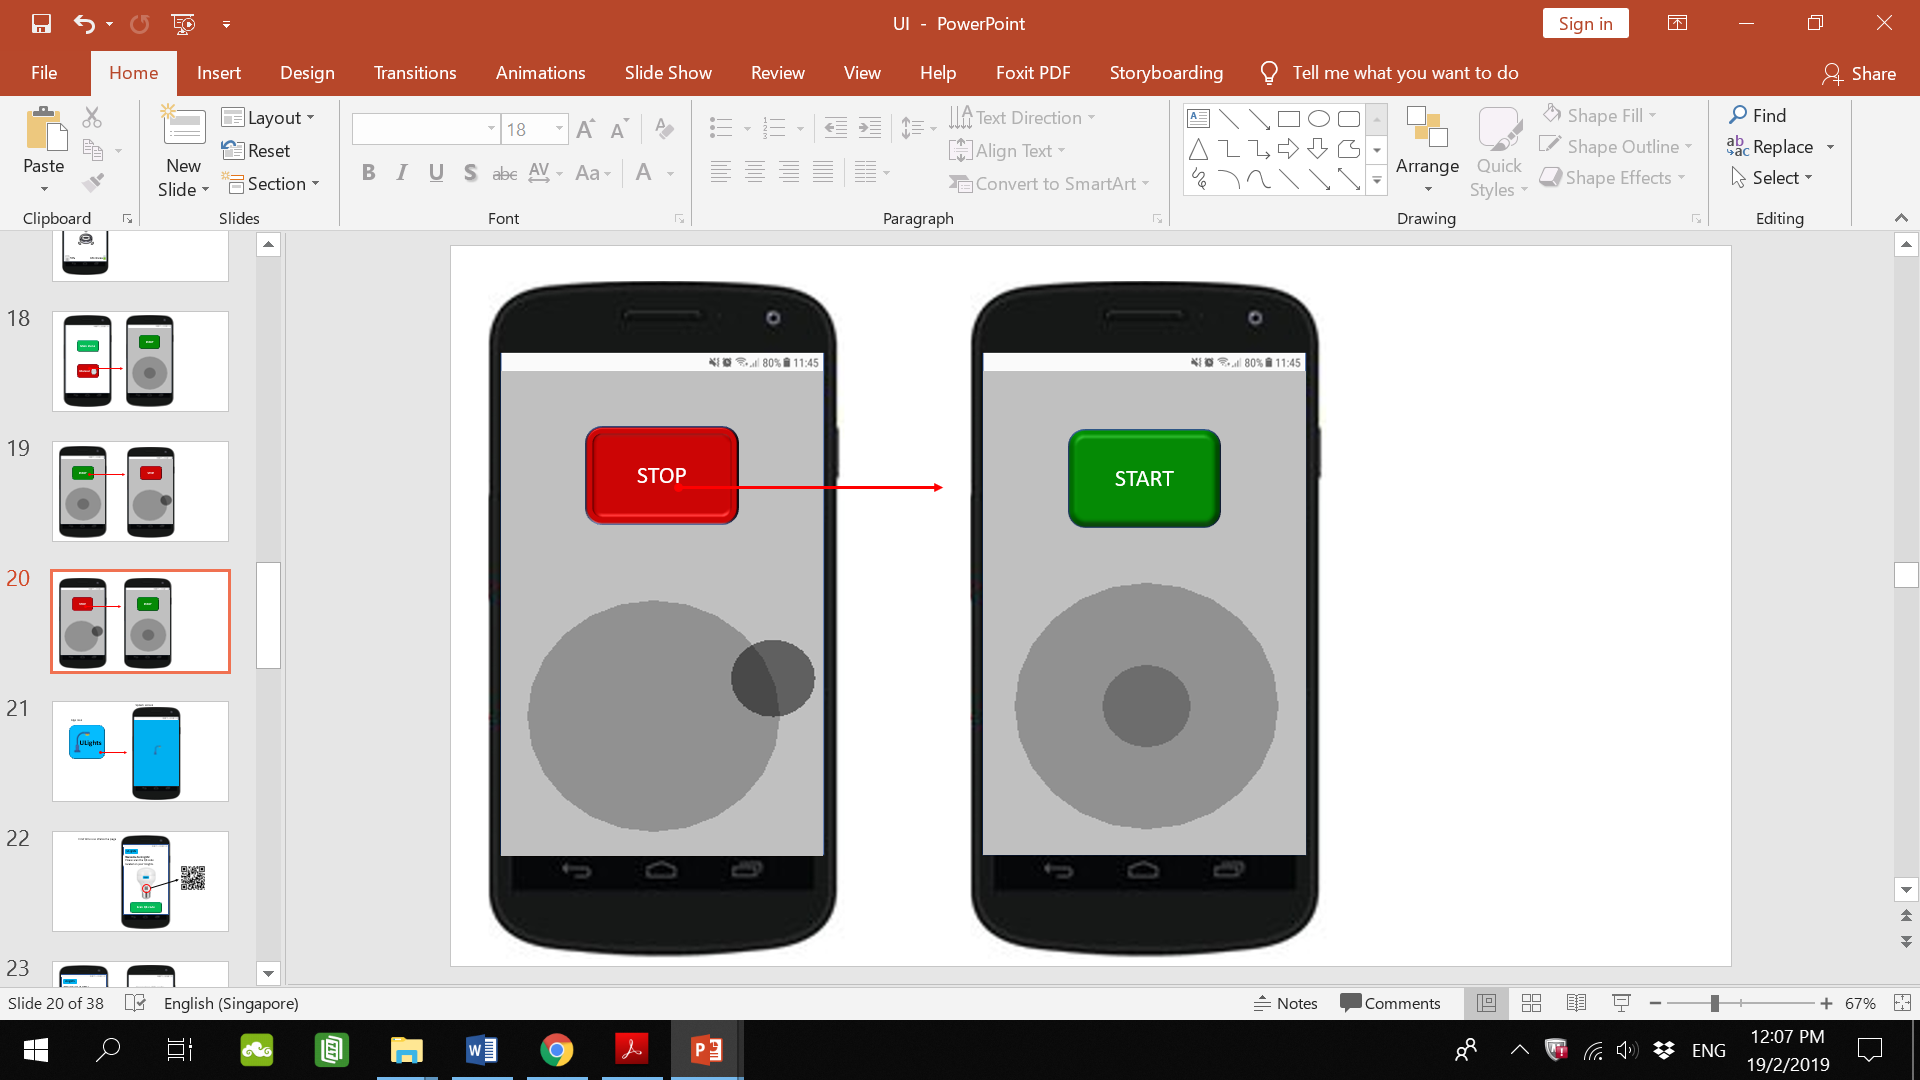 UI - PowerPoint
Sign in
File Home Insert Design Transitions Animations Slide Show Review View Help Foxit PDF Storyboarding Tell me what you want to do Share
Paste
New Slide
Layout
Reset
Section
18
B I U S abc AV Aa A
Text Direction
Align Text
Convert to SmartArt
Arrange
Quick Styles
Shape Fill
Shape Outline
Shape Effects
Find
Replace
Select
Clipboard Slides Font Paragraph Drawing Editing
18
19
20
21
ULights
22
23
80% 11:45
STOP
80% 11:45
START
Slide 20 of 38 English (Singapore) Notes Comments 67%
ENG
12:07 PM
19/2/2019